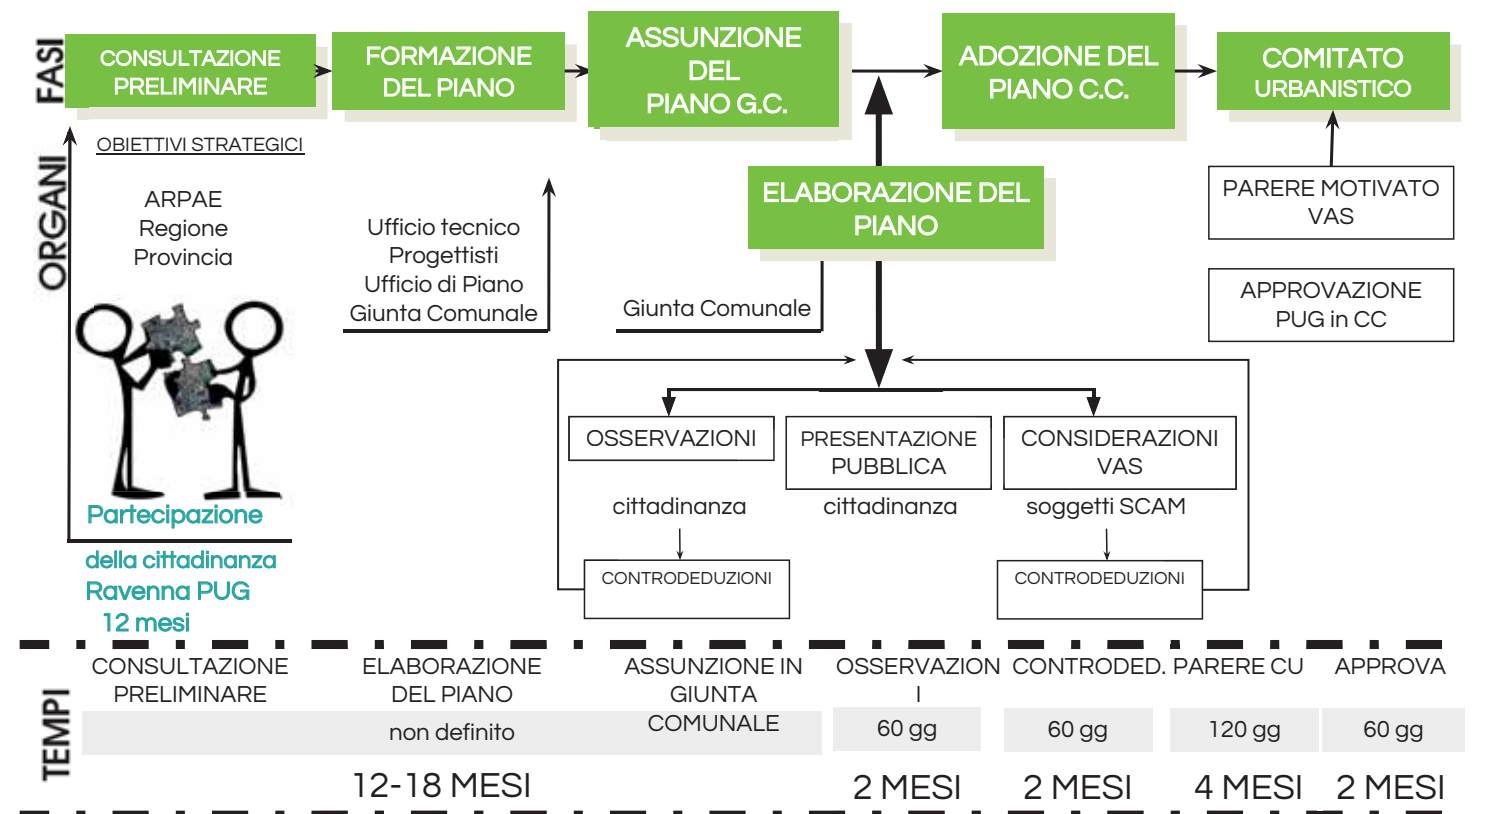 FASI
CONSULTAZIONE
PRELIMINARE
FORMAZIONE
DEL PIANO
ASSUNZIONE
DEL
PIANO G.C.
ADOZIONE DEL
PIANO C.C.
COMITATO
URBANISTICO
ORGANI
OBIETTIVI STRATEGICI
ARPAE
Regione
Provincia
Partecipazione
della cittadinanza
Ravenna PUG
12 mesi
Ufficio tecnico
Progettisti
Ufficio di Piano
Giunta Comunale
ELABORAZIONE DEL
PIANO
Giunta Comunale
PARERE MOTIVATO
VAS
APPROVAZIONE
PUG in CC
OSSERVAZIONI
cittadinanza
CONTRODEDUZIONI
PRESENTAZIONE
PUBBLICA
cittadinanza
CONSIDERAZIONI
VAS
soggetti SCAM
CONTRODEDUZIONI
TEMPI
CONSULTAZIONE
PRELIMINARE
ELABORAZIONE
DEL PIANO
non definito
ASSUNZIONE IN
GIUNTA
COMUNALE
12-18 MESI
OSSERVAZION
I
60 gg
2 MESI
CONTRODED.
60 gg
2 MESI
PARERE CU
120 gg
4 MESI
APPROVA
60 gg
2 MESI